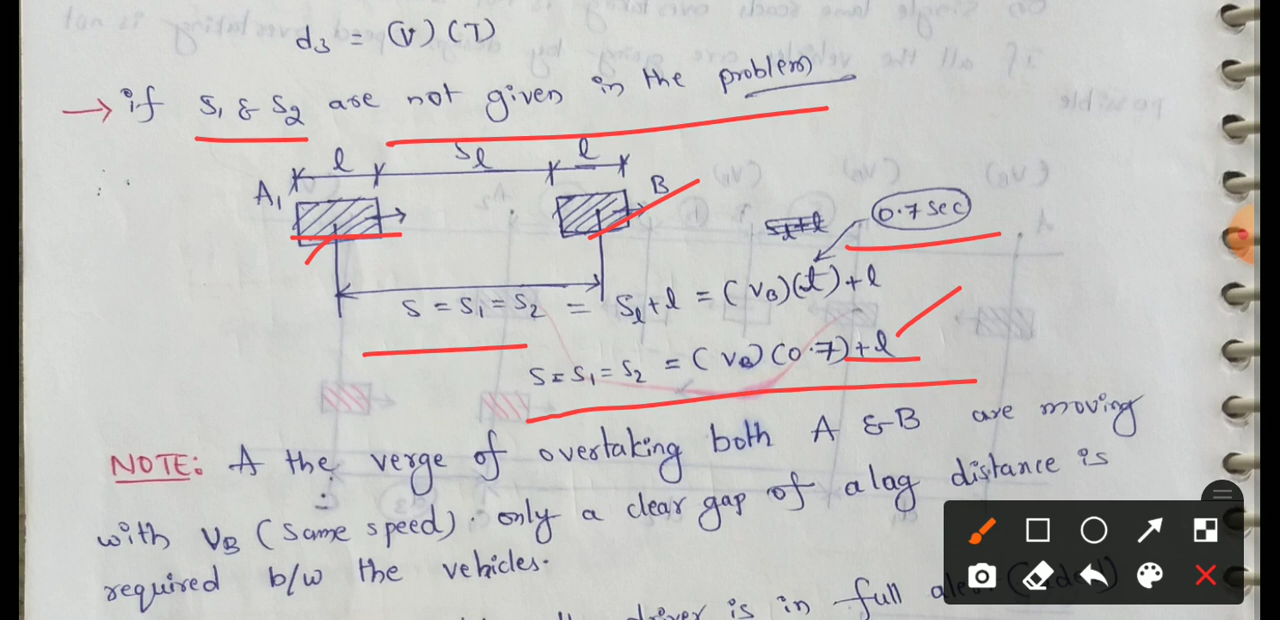 d₃ = (V) (T)
→ if S₁ & S₂ are not given in the problem
l Sℓ l
A₁ B
0.7 sec
S = S₁ = S₂ = Sℓ + l = (VB)(t) + l
S = S₁ = S₂ = (VB) (0.7) + l
NOTE: A the verge of overtaking both A & B are moving
with VB (same speed). only a clear gap of a lag distance is
required b/w the vehicles.
driver is in full